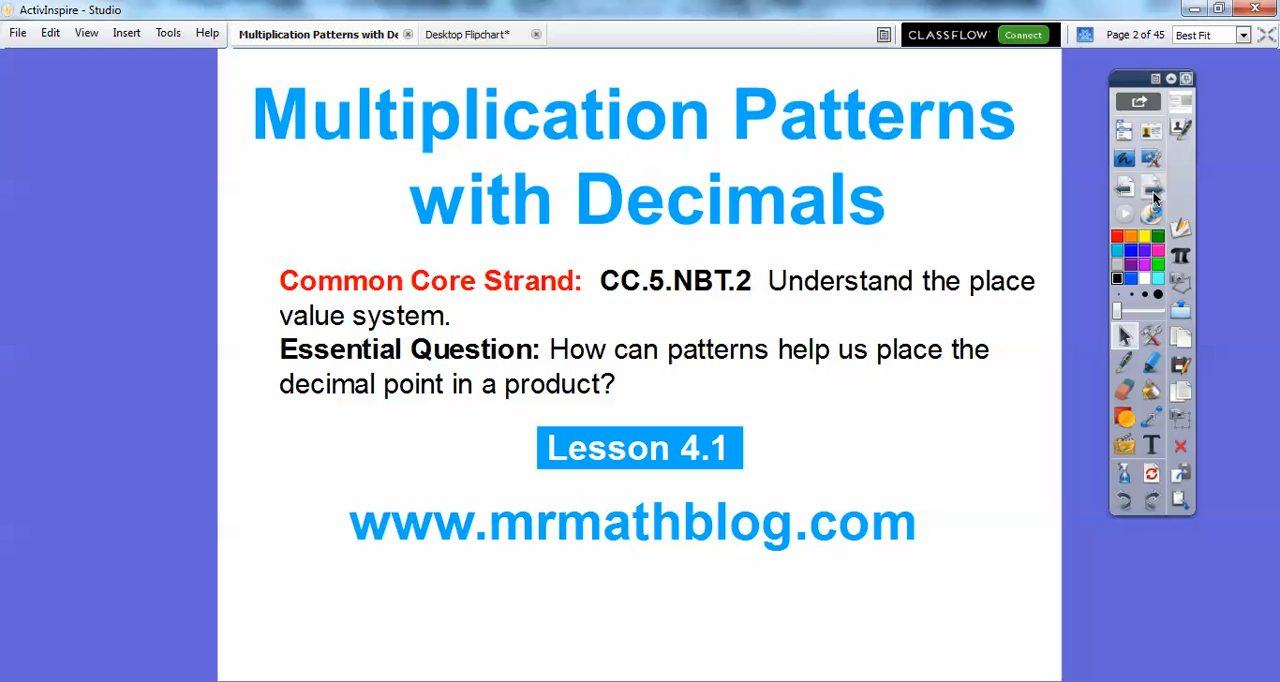 ActivInspire - Studio
File Edit View Insert Tools Help
Multiplication Patterns with De
Desktop Flipchart*
CLASSFLOW Connect
Page 2 of 45
Best Fit
Multiplication Patterns
with Decimals
Common Core Strand: CC.5.NBT.2 Understand the place
value system.
Essential Question: How can patterns help us place the
decimal point in a product?
Lesson 4.1
www.mrmathblog.com